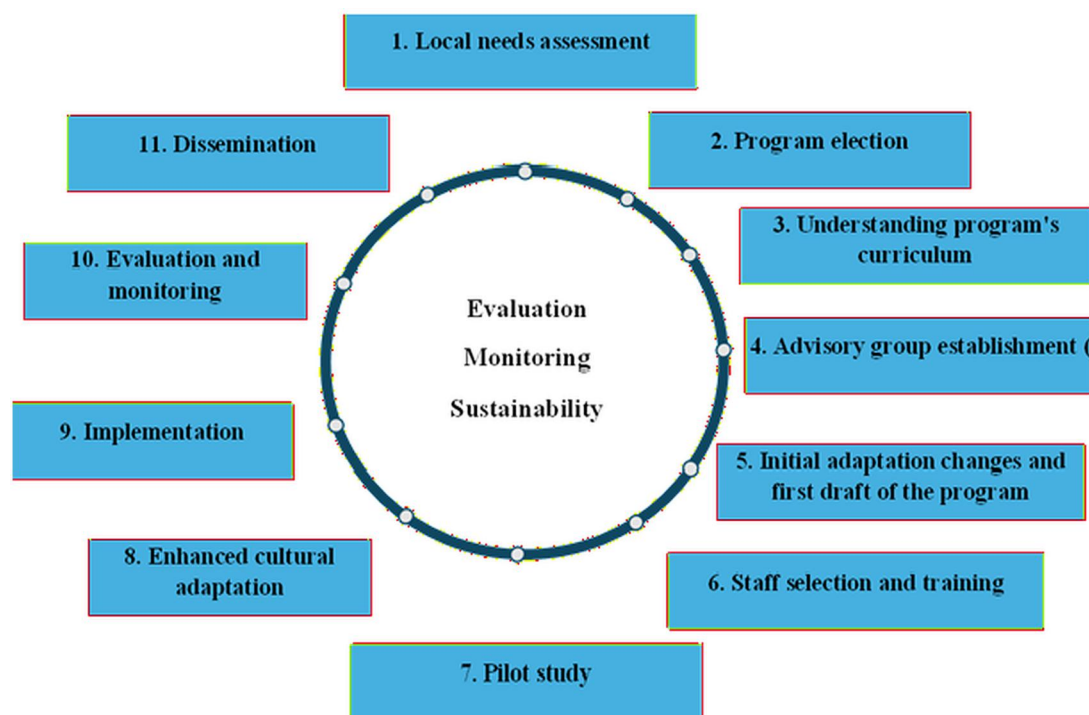 1. Local needs assessment
2. Program election
3. Understanding program's
curriculum
4. Advisory group establishment (
5. Initial adaptation changes and
first draft of the program
6. Staff selection and training
7. Pilot study
8. Enhanced cultural
adaptation
9. Implementation
10. Evaluation and
monitoring
11. Dissemination
Evaluation
Monitoring
Sustainability